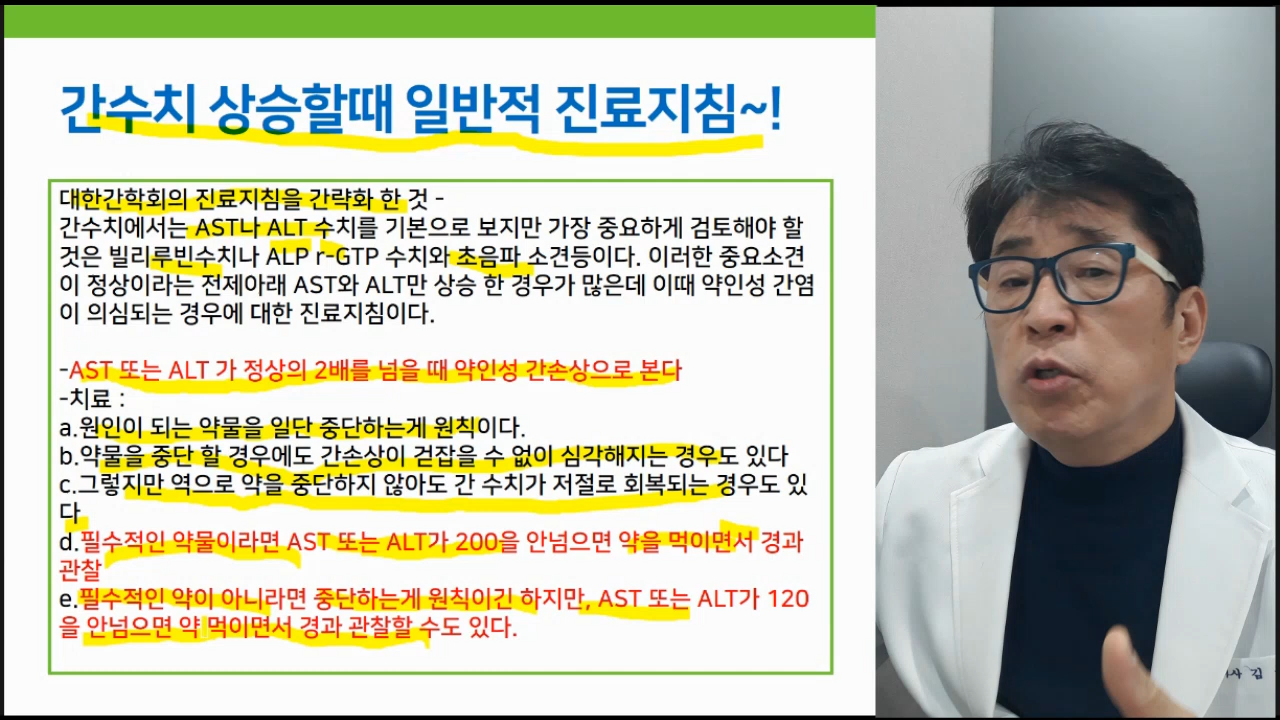 간수치 상승할때 일반적 진료지침~!
대한간학회의 진료지침을 간략화 한 것 -
간수치에서는 AST나 ALT 수치를 기본으로 보지만 가장 중요하게 검토해야 할
것은 빌리루빈수치나 ALP r-GTP 수치와 초음파 소견등이다. 이러한 중요소견
이 정상이라는 전제아래 AST와 ALT만 상승 한 경우가 많은데 이때 약인성 간염
이 의심되는 경우에 대한 진료지침이다.
-AST 또는 ALT 가 정상의 2배를 넘을 때 약인성 간손상으로 본다
-치료 :
a.원인이 되는 약물을 일단 중단하는게 원칙이다.
b.약물을 중단 할 경우에도 간손상이 걷잡을 수 없이 심각해지는 경우도 있다
c.그렇지만 역으로 약을 중단하지 않아도 간 수치가 저절로 회복되는 경우도 있
다
d.필수적인 약물이라면 AST 또는 ALT가 200을 안넘으면 약을 먹이면서 경과
관찰
e.필수적인 약이 아니라면 중단하는게 원칙이긴 하지만, AST 또는 ALT가 120
을 안넘으면 약 먹이면서 경과 관찰할 수도 있다.
김